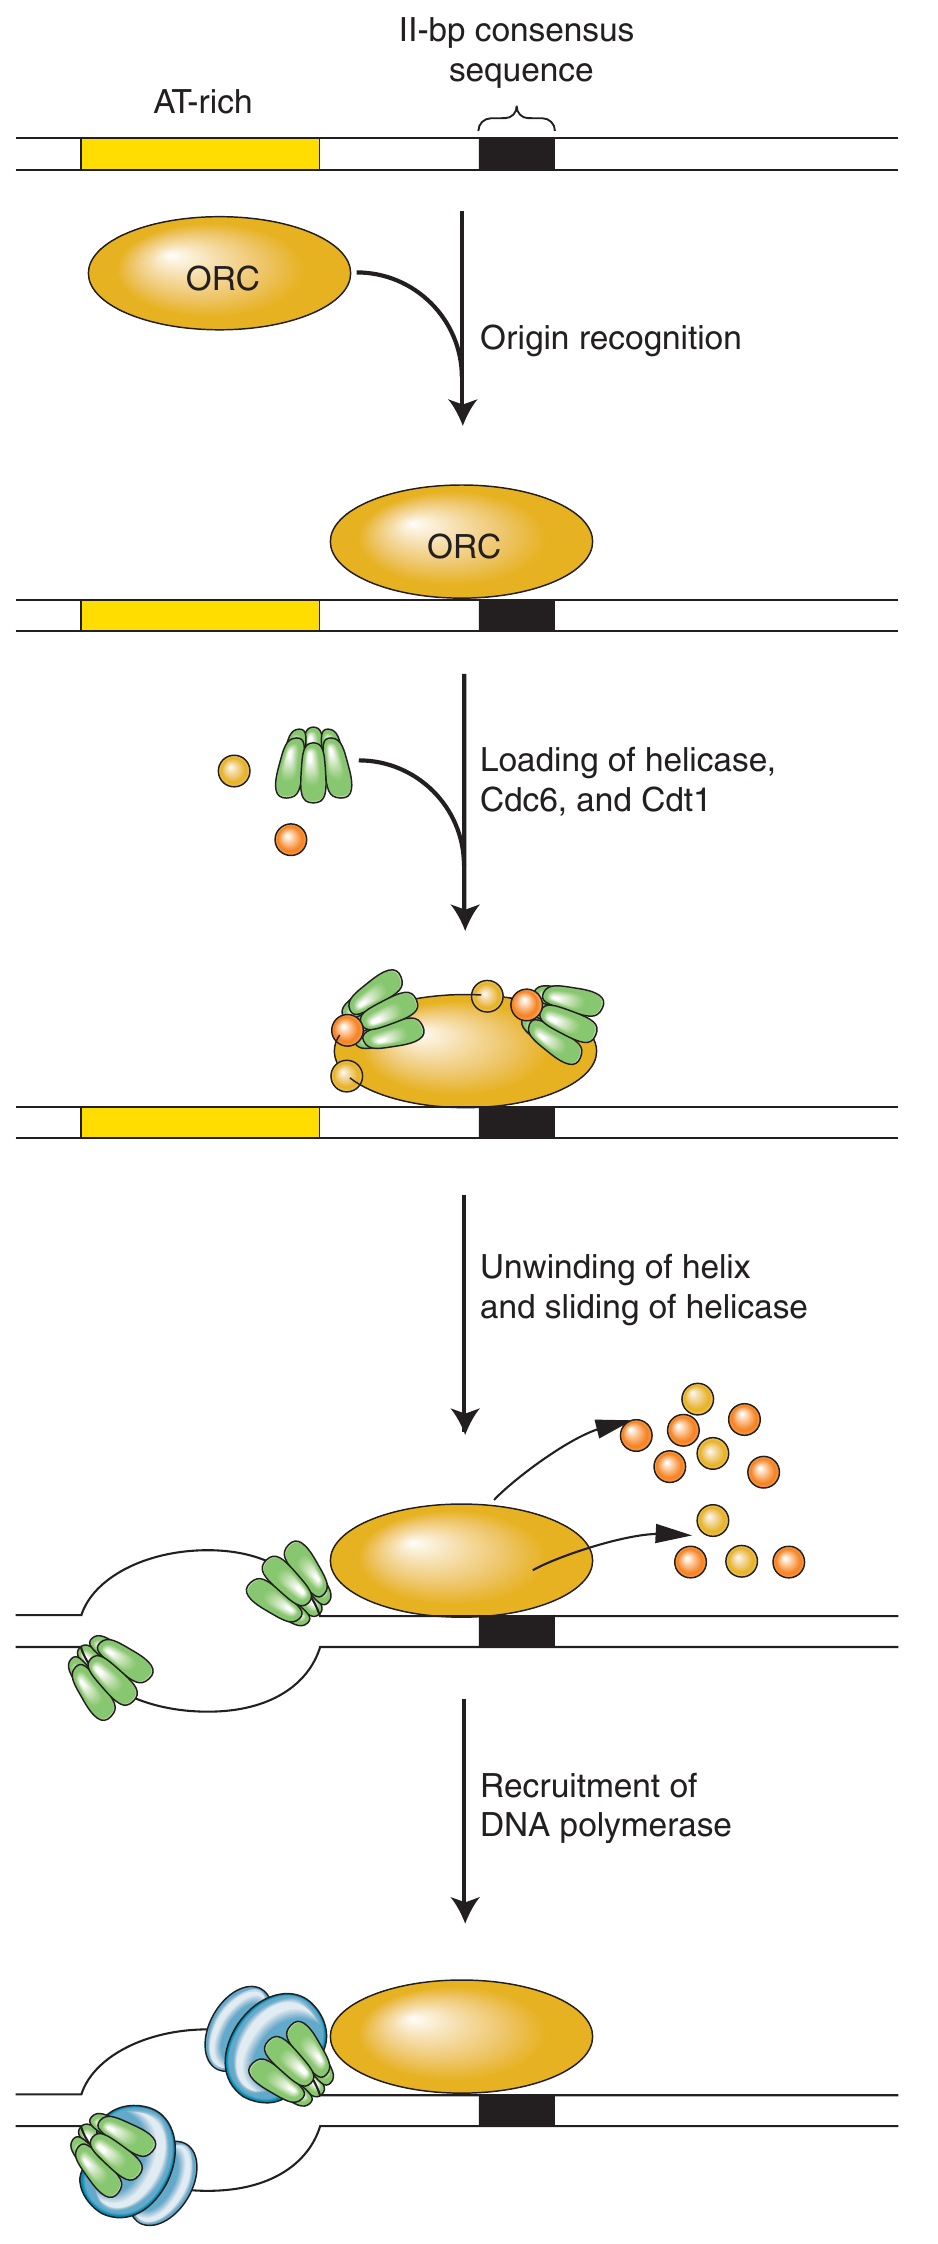 II-bp consensus
sequence
AT-rich
ORC
Origin recognition
ORC
Loading of helicase,
Cdc6, and Cdt1
Unwinding of helix
and sliding of helicase
Recruitment of
DNA polymerase